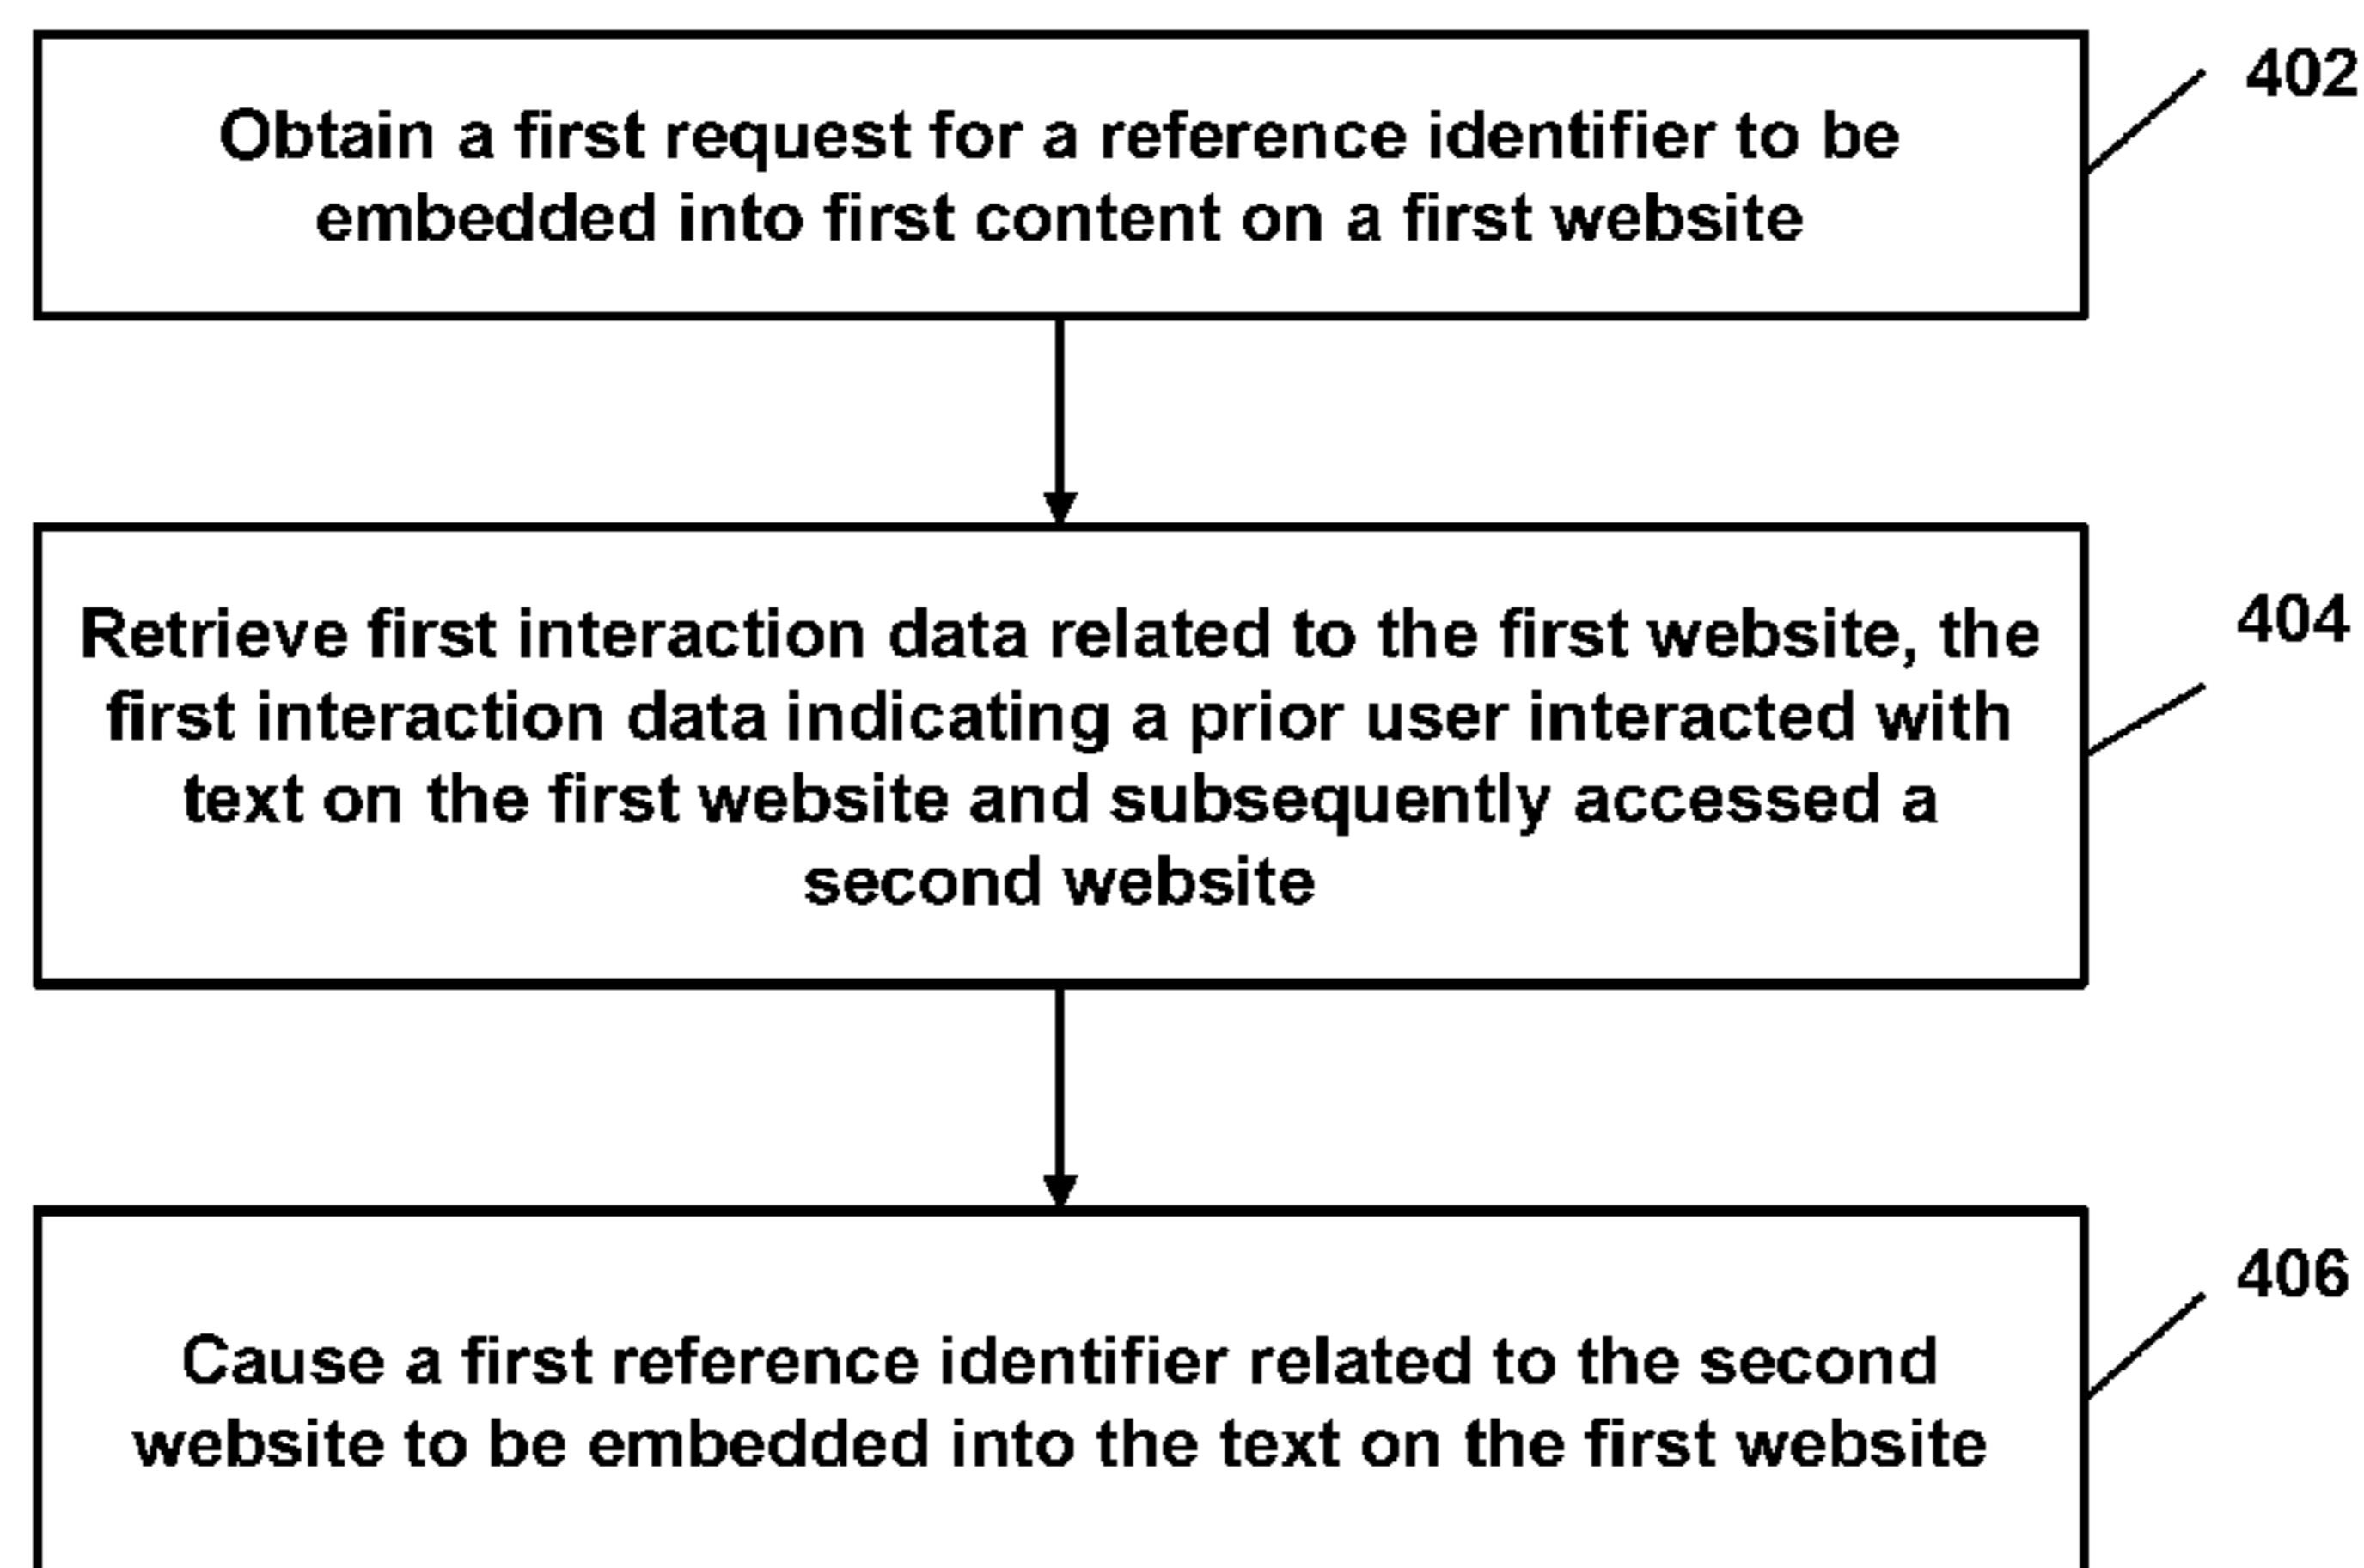 402
Obtain a first request for a reference identifier to be
embedded into first content on a first website
404
Retrieve first interaction data related to the first website, the
first interaction data indicating a prior user interacted with
text on the first website and subsequently accessed a
second website
406
Cause a first reference identifier related to the second
website to be embedded into the text on the first website